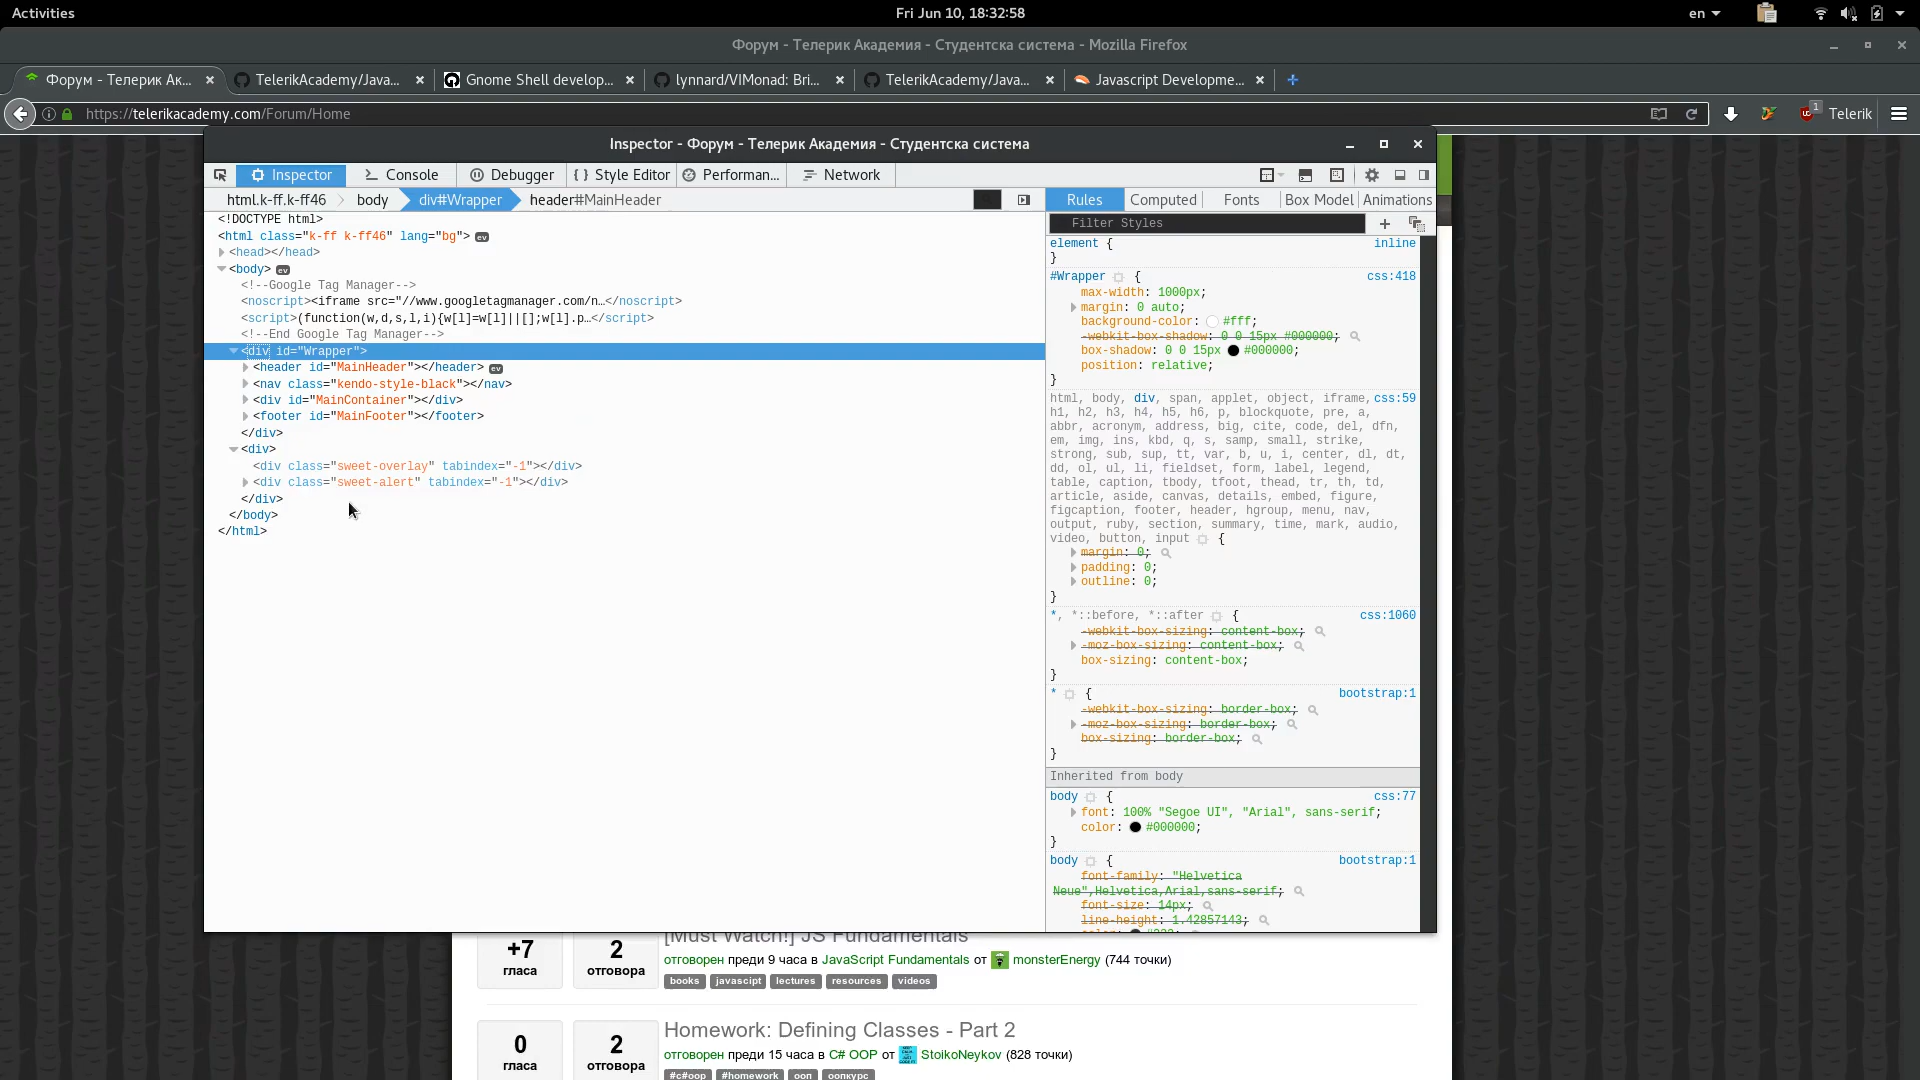 Activities
Fri Jun 10, 18:32:58
en
Форум - Телерик Академия - Студентска система - Mozilla Firefox
Форум - Телерик Ак...
TelerikAcademy/Java...
Gnome Shell develop...
lynnard/VIMonad: Bri...
TelerikAcademy/Java...
Javascript Developme...
https://telerikacademy.com/Forum/Home
1
Telerik
Inspector - Форум - Телерик Академия - Студентска система
Inspector
Console
Debugger
Style Editor
Performan...
Network
html.k-ff.k-ff46
body
div#Wrapper
header#MainHeader
Rules
Computed
Fonts
Box Model
Animations
<!DOCTYPE html>
<html class="k-ff k-ff46" lang="bg"> ev
<head></head>
<body> ev
<!--Google Tag Manager-->
<noscript><iframe src="//www.googletagmanager.com/n…</noscript>
<script>(function(w,d,s,l,i){w[l]=w[l]||[];w[l].p…</script>
<!--End Google Tag Manager-->
<div id="Wrapper">
<header id="MainHeader"></header> ev
<nav class="kendo-style-black"></nav>
<div id="MainContainer"></div>
<footer id="MainFooter"></footer>
</div>
<div>
<div class="sweet-overlay" tabindex="-1"></div>
<div class="sweet-alert" tabindex="-1"></div>
</div>
</body>
</html>
Filter Styles
element { inline
}
#Wrapper { css:418
max-width: 1000px;
margin: 0 auto;
background-color: #fff;
-webkit-box-shadow: 0 0 15px #000000;
box-shadow: 0 0 15px #000000;
position: relative;
}
html, body, div, span, applet, object, iframe, css:59
h1, h2, h3, h4, h5, h6, p, blockquote, pre, a,
abbr, acronym, address, big, cite, code, del, dfn,
em, img, ins, kbd, q, s, samp, small, strike,
strong, sub, sup, tt, var, b, u, i, center, dl, dt,
dd, ol, ul, li, fieldset, form, label, legend,
table, caption, tbody, tfoot, thead, tr, th, td,
article, aside, canvas, details, embed, figure,
figcaption, footer, header, hgroup, menu, nav,
output, ruby, section, summary, time, mark, audio,
video, button, input {
margin: 0;
padding: 0;
outline: 0;
}
*, *::before, *::after { css:1060
-webkit-box-sizing: content-box;
-moz-box-sizing: content-box;
box-sizing: content-box;
}
* { bootstrap:1
-webkit-box-sizing: border-box;
-moz-box-sizing: border-box;
box-sizing: border-box;
}
Inherited from body
body { css:77
font: 100% "Segoe UI", "Arial", sans-serif;
color: #000000;
}
body { bootstrap:1
font-family: "Helvetica
Neue",Helvetica,Arial,sans-serif;
font-size: 14px;
line-height: 1.42857143;
+7
гласа
2
отговора
[Must Watch!] JS Fundamentals
отговорен преди 9 часа в JavaScript Fundamentals от monsterEnergy (744 точки)
books javascipt lectures resources videos
0
гласа
2
отговора
Homework: Defining Classes - Part 2
отговорен преди 15 часа в C# OOP от StoikoNeykov (828 точки)
#c#oop #homework ооп оопкурс